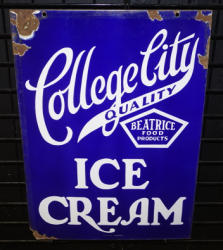 College City
QUALITY
BEATRICE
FOOD
PRODUCTS
ICE
CREAM